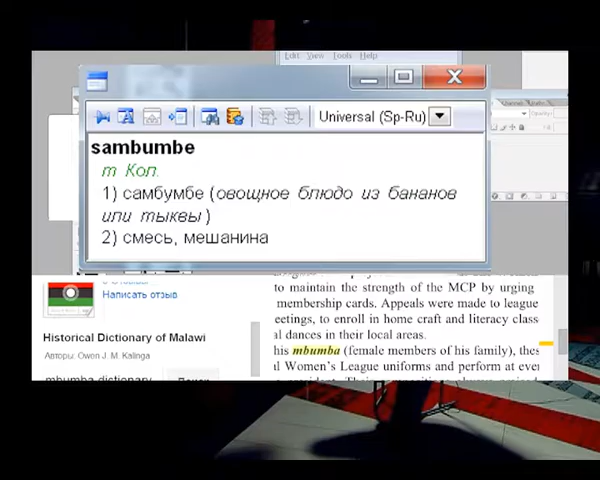 Edit View Tools Help
Universal (Sp-Ru)
sambumbe
m Кол.
1) самбумбе (овощное блюдо из бананов
или тыквы)
2) смесь, мешанина
Написать отзыв
Historical Dictionary of Malawi
Авторы: Owen J. M. Kalinga
mbumba dictionary
Поиск
to maintain the strength of the MCP by urging
membership cards. Appeals were made to league
eetings, to enroll in home craft and literacy class
al dances in their local areas.
his mbumba (female members of his family), thes
l Women's League uniforms and perform at ever